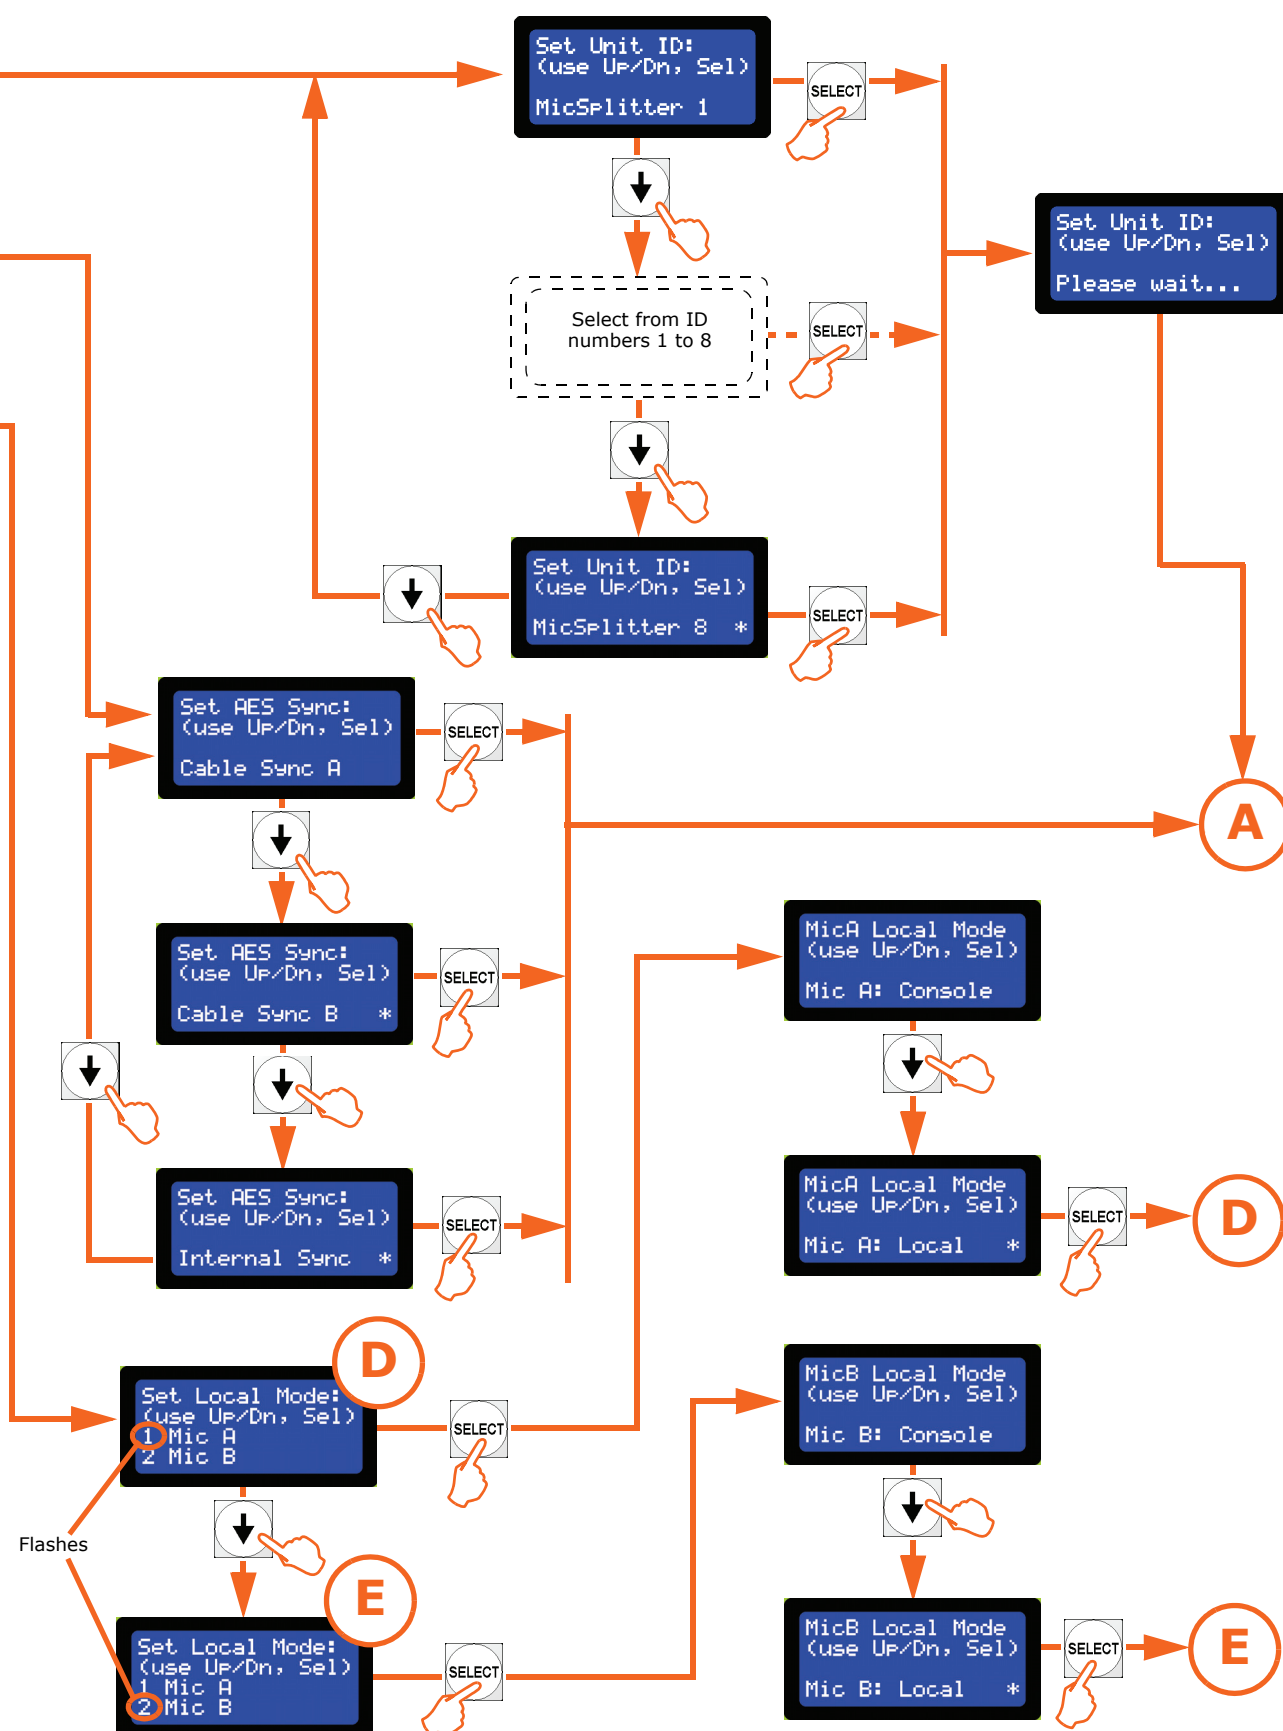 Set Unit ID:
(use Up/Dn, Sel)
MicSplitter 1
SELECT
Set Unit ID:
(use Up/Dn, Sel)
Please wait...
Select from ID
numbers 1 to 8
SELECT
Set Unit ID:
(use Up/Dn, Sel)
MicSplitter 8 *
SELECT
Set AES Sync:
(use Up/Dn, Sel)
Cable Sync A
SELECT
A
Set AES Sync:
(use Up/Dn, Sel)
Cable Sync B *
SELECT
MicA Local Mode
(use Up/Dn, Sel)
Mic A: Console
Set AES Sync:
(use Up/Dn, Sel)
Internal Sync *
SELECT
MicA Local Mode
(use Up/Dn, Sel)
Mic A: Local *
SELECT
D
D
Set Local Mode:
(use Up/Dn, Sel)
1 Mic A
2 Mic B
SELECT
MicB Local Mode
(use Up/Dn, Sel)
Mic B: Console
Flashes
E
Set Local Mode:
(use Up/Dn, Sel)
1 Mic A
2 Mic B
SELECT
MicB Local Mode
(use Up/Dn, Sel)
Mic B: Local *
SELECT
E